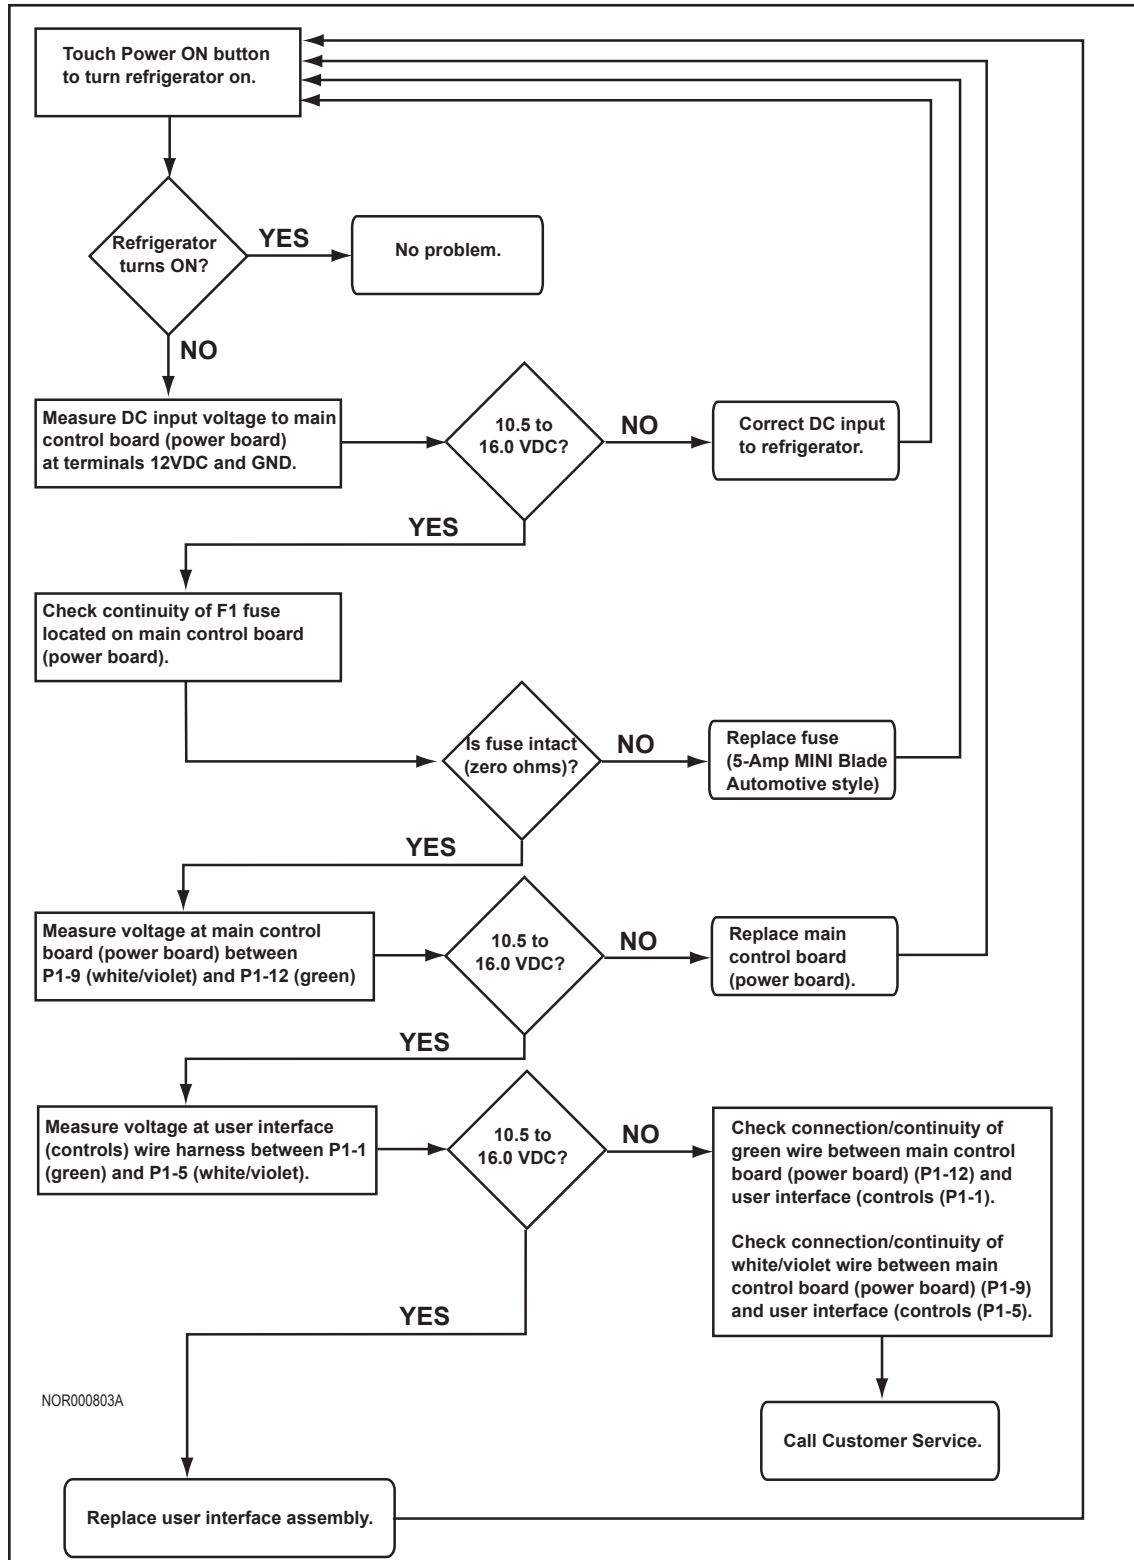 Touch Power ON button
to turn refrigerator on.
Refrigerator
turns ON?
YES
No problem.
NO
Measure DC input voltage to main
control board (power board)
at terminals 12VDC and GND.
10.5 to
16.0 VDC?
NO
Correct DC input
to refrigerator.
YES
Check continuity of F1 fuse
located on main control board
(power board).
Is fuse intact
(zero ohms)?
NO
Replace fuse
(5-Amp MINI Blade
Automotive style)
YES
Measure voltage at main control
board (power board) between
P1-9 (white/violet) and P1-12 (green)
10.5 to
16.0 VDC?
NO
Replace main
control board
(power board).
YES
Measure voltage at user interface
(controls) wire harness between P1-1
(green) and P1-5 (white/violet).
10.5 to
16.0 VDC?
NO
Check connection/continuity of
green wire between main control
board (power board) (P1-12) and
user interface (controls (P1-1).
Check connection/continuity of
white/violet wire between main
control board (power board) (P1-9)
and user interface (controls (P1-5).
YES
NOR000803A
Call Customer Service.
Replace user interface assembly.